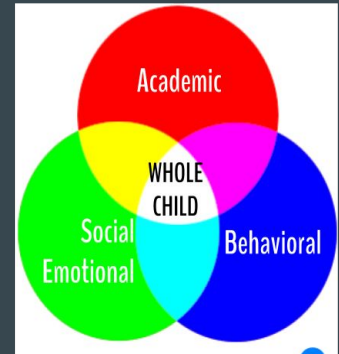 Academic
WHOLE
CHILD
Social
Emotional
Behavioral